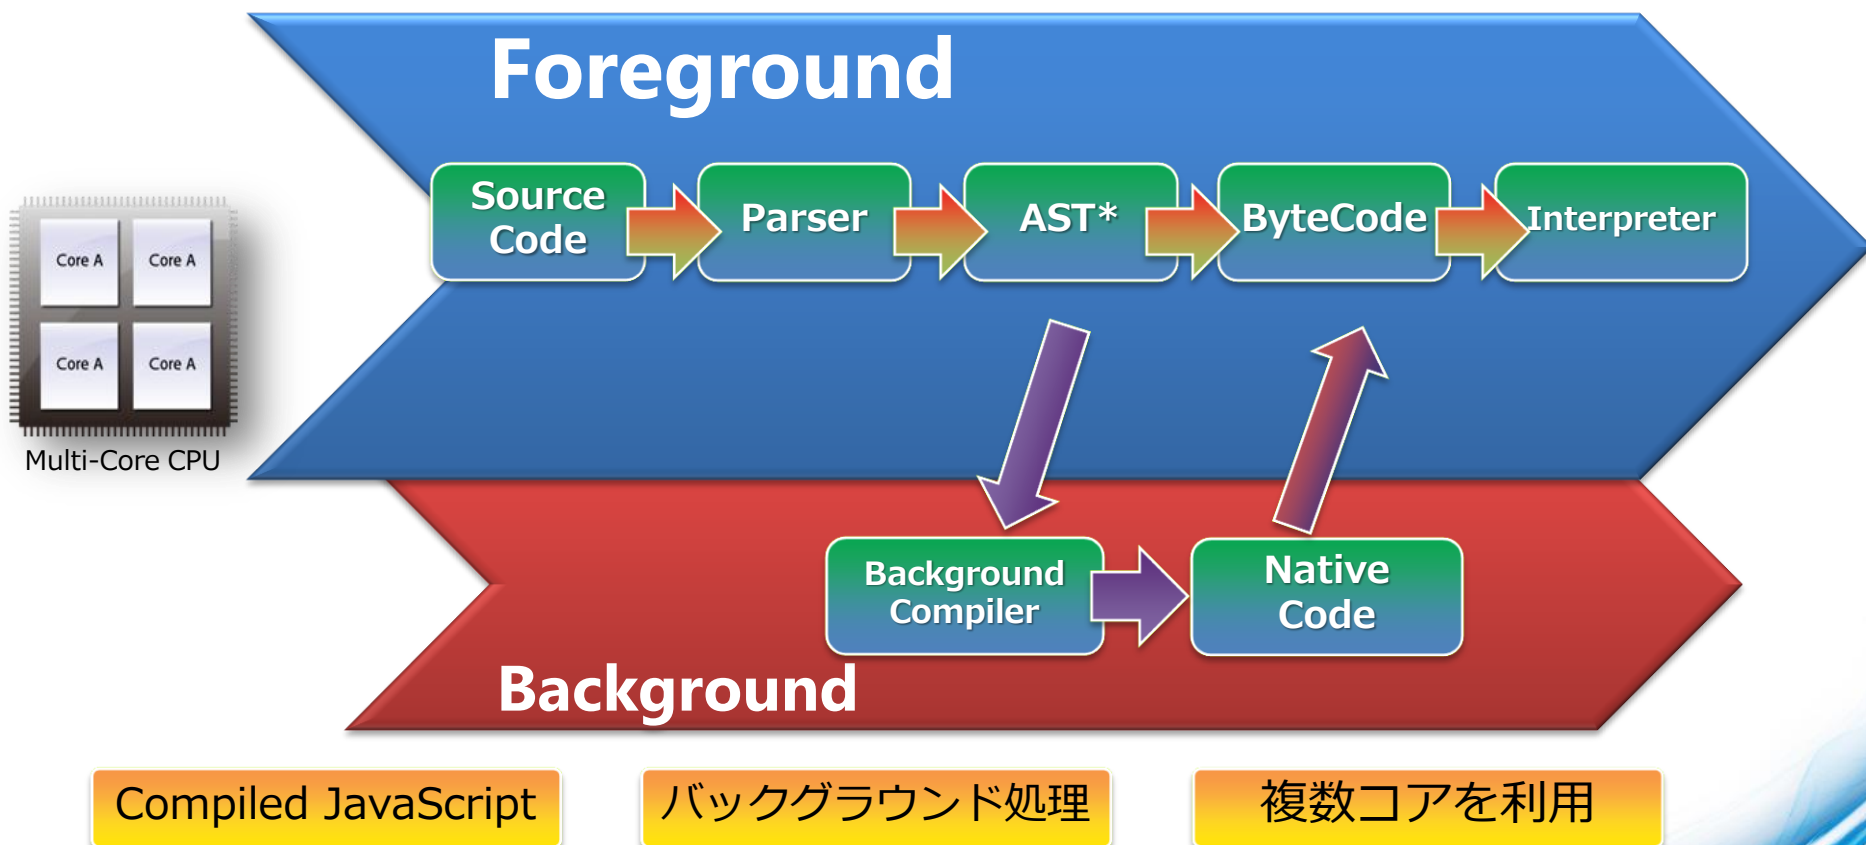 Foreground
Source
Code
Parser
AST*
ByteCode
Interpreter
Core A
Core A
Core A
Core A
Multi-Core CPU
Background
Compiler
Native
Code
Background
Compiled JavaScript
バックグラウンド処理
複数コアを利用